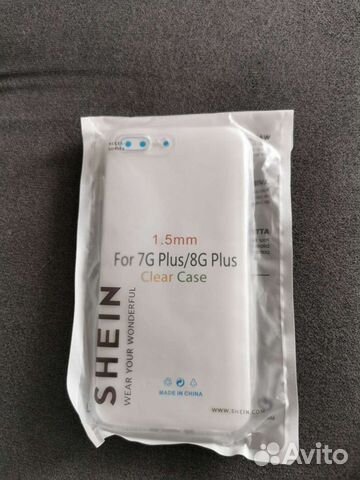 1.5mm
For 7G Plus/8G Plus
Clear Case
SHEIN
WEAR YOUR WONDERFUL
MADE IN CHINA
WWW.SHEIN.COM
Avito